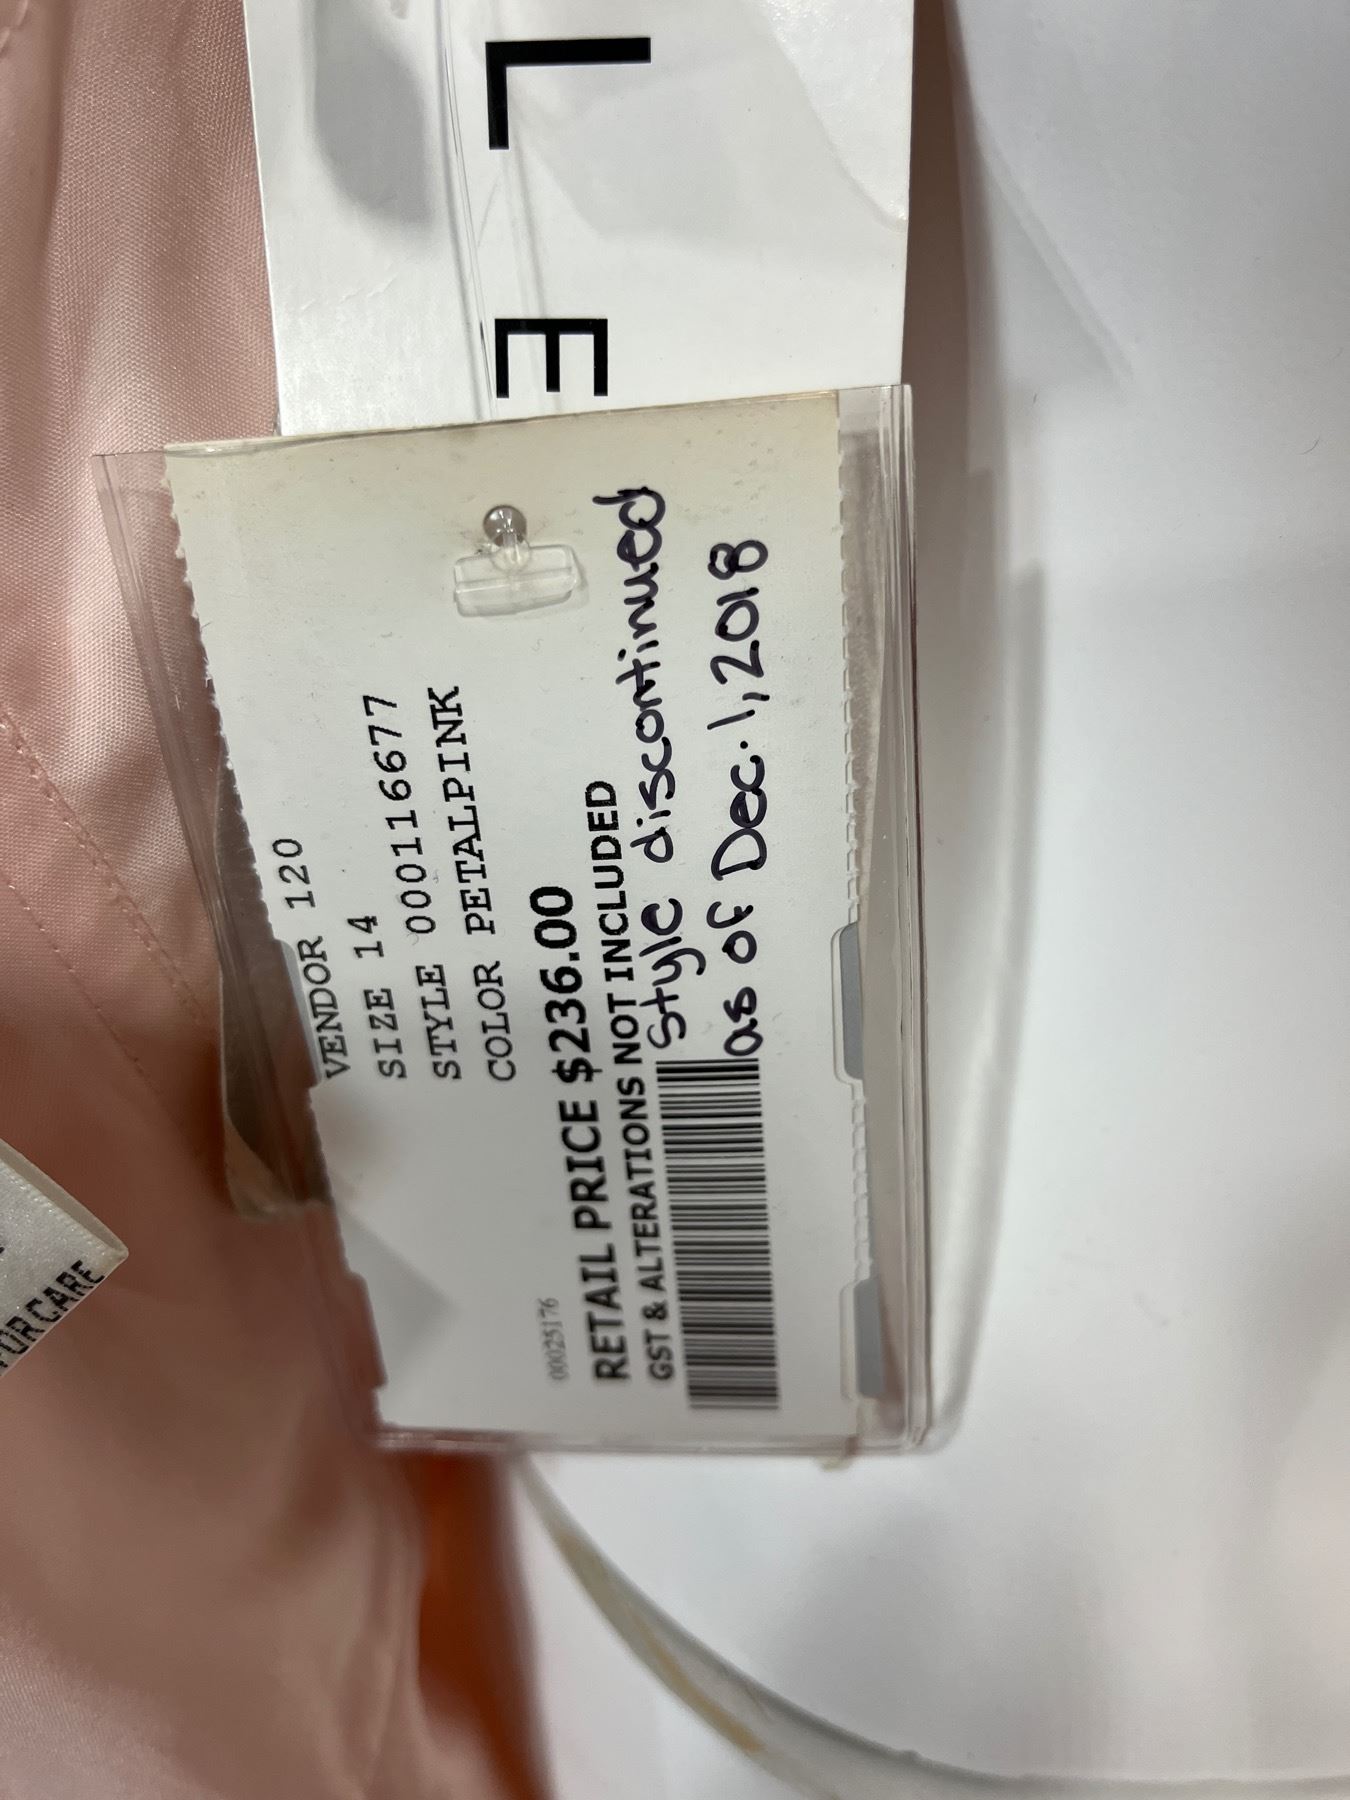 L E
VENDOR 120
SIZE 14
STYLE 00116677
COLOR PETALPINK
00025176
RETAIL PRICE $236.00
GST & ALTERATIONS NOT INCLUDED
Style discontinued
as of Dec. 1, 2018
FOR CARE